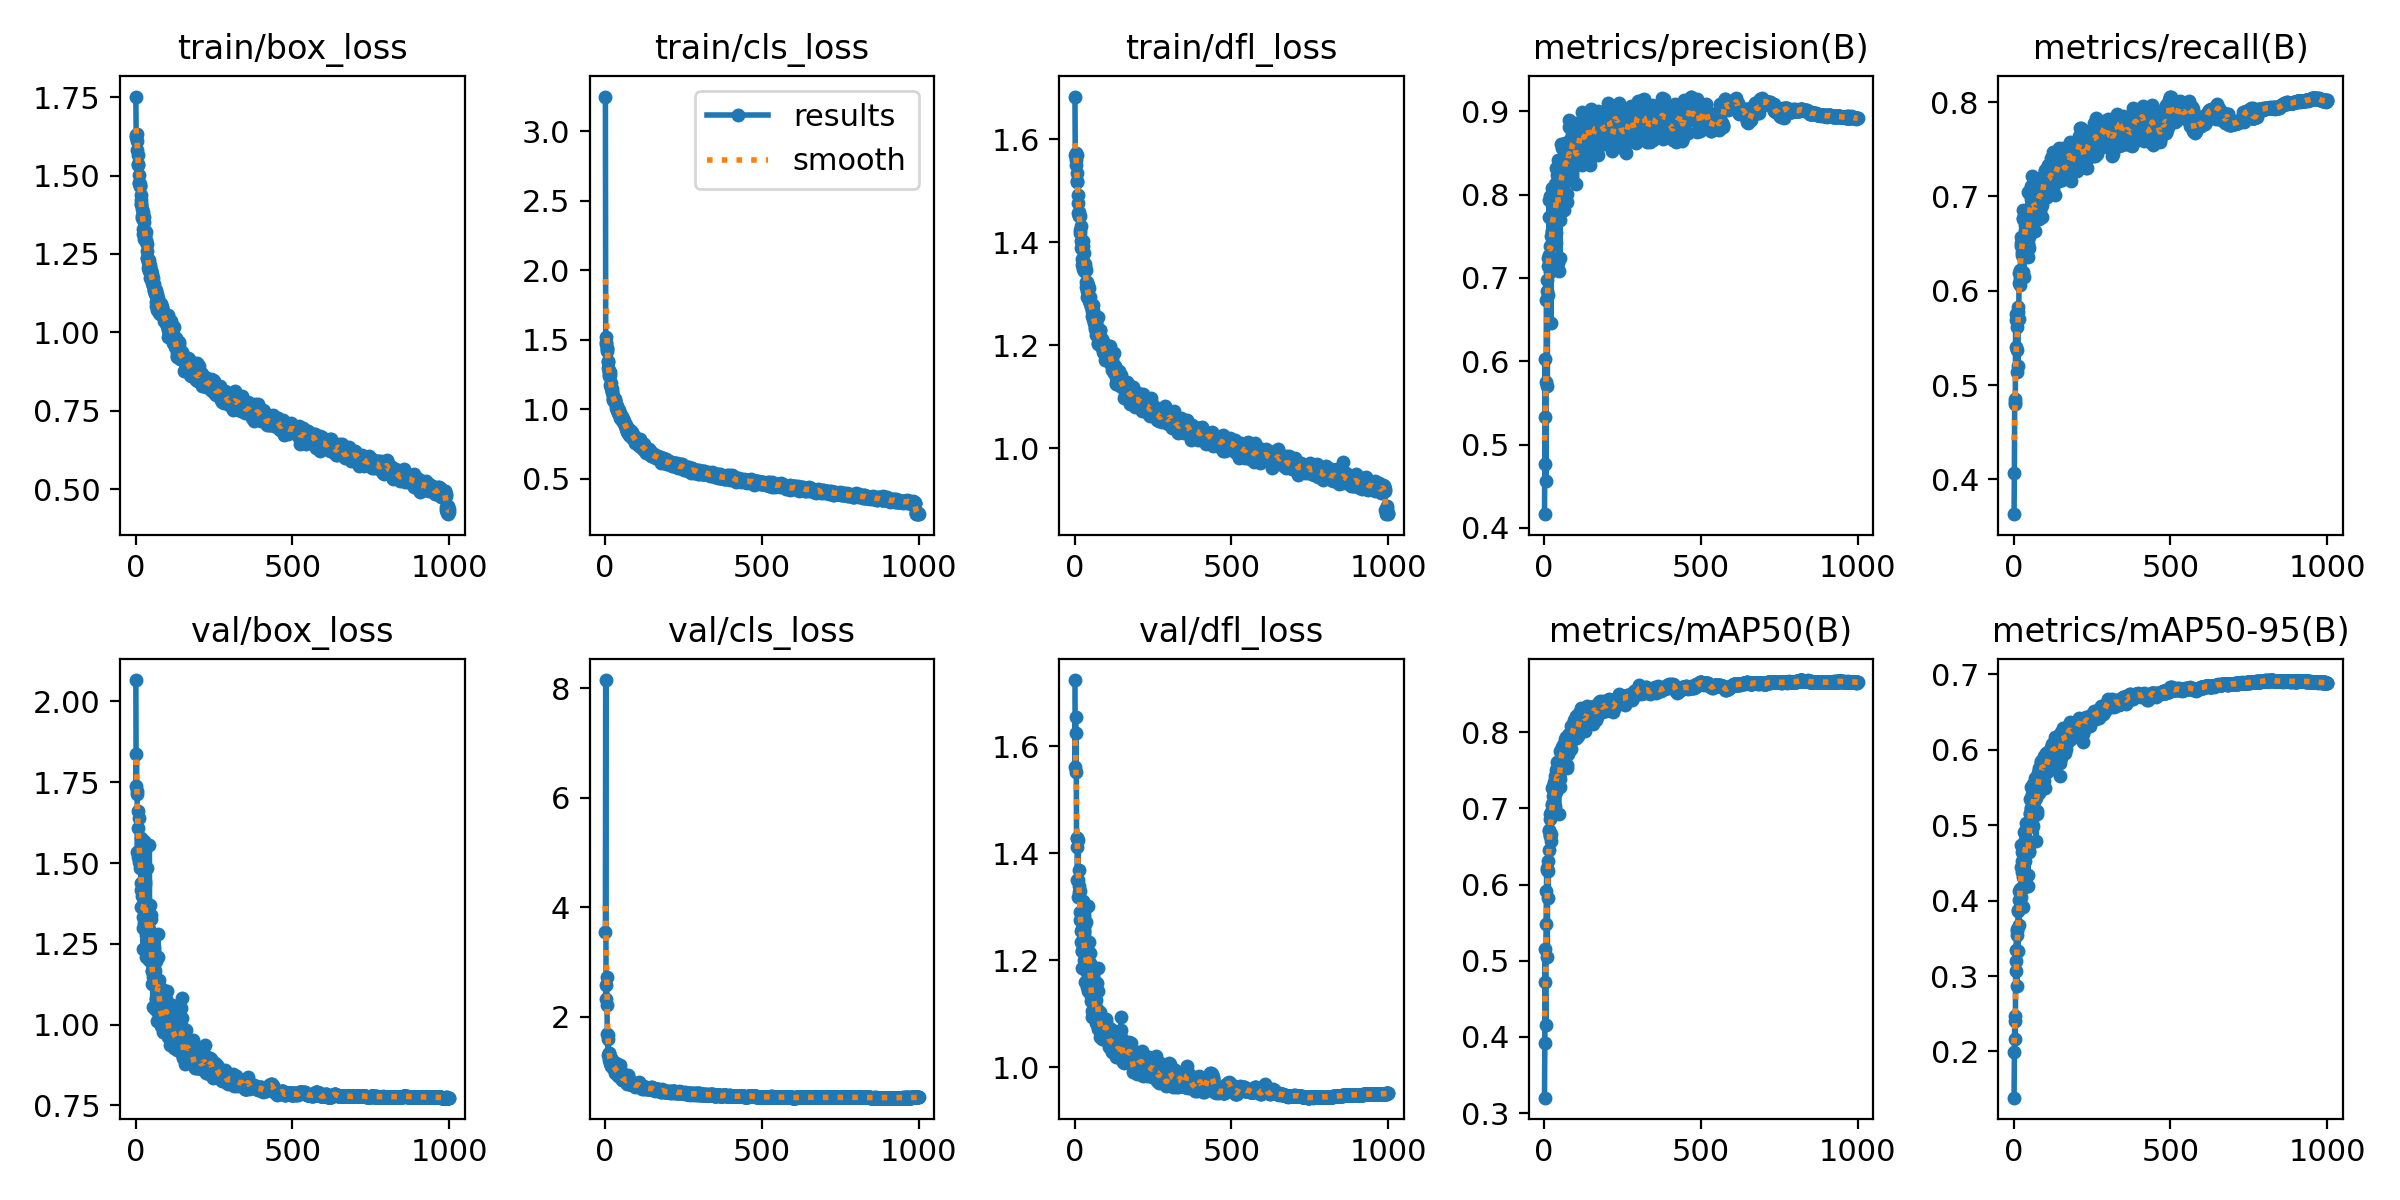 train/box_loss
1.75
1.50
1.25
1.00
0.75
0.50
0 500 1000
train/cls_loss
results
smooth
3.0
2.5
2.0
1.5
1.0
0.5
0 500 1000
train/dfl_loss
1.6
1.4
1.2
1.0
0 500 1000
metrics/precision(B)
0.9
0.8
0.7
0.6
0.5
0.4
0 500 1000
metrics/recall(B)
0.8
0.7
0.6
0.5
0.4
0 500 1000
val/box_loss
2.00
1.75
1.50
1.25
1.00
0.75
0 500 1000
val/cls_loss
8
6
4
2
0 500 1000
val/dfl_loss
1.6
1.4
1.2
1.0
0 500 1000
metrics/mAP50(B)
0.8
0.7
0.6
0.5
0.4
0.3
0 500 1000
metrics/mAP50-95(B)
0.7
0.6
0.5
0.4
0.3
0.2
0 500 1000